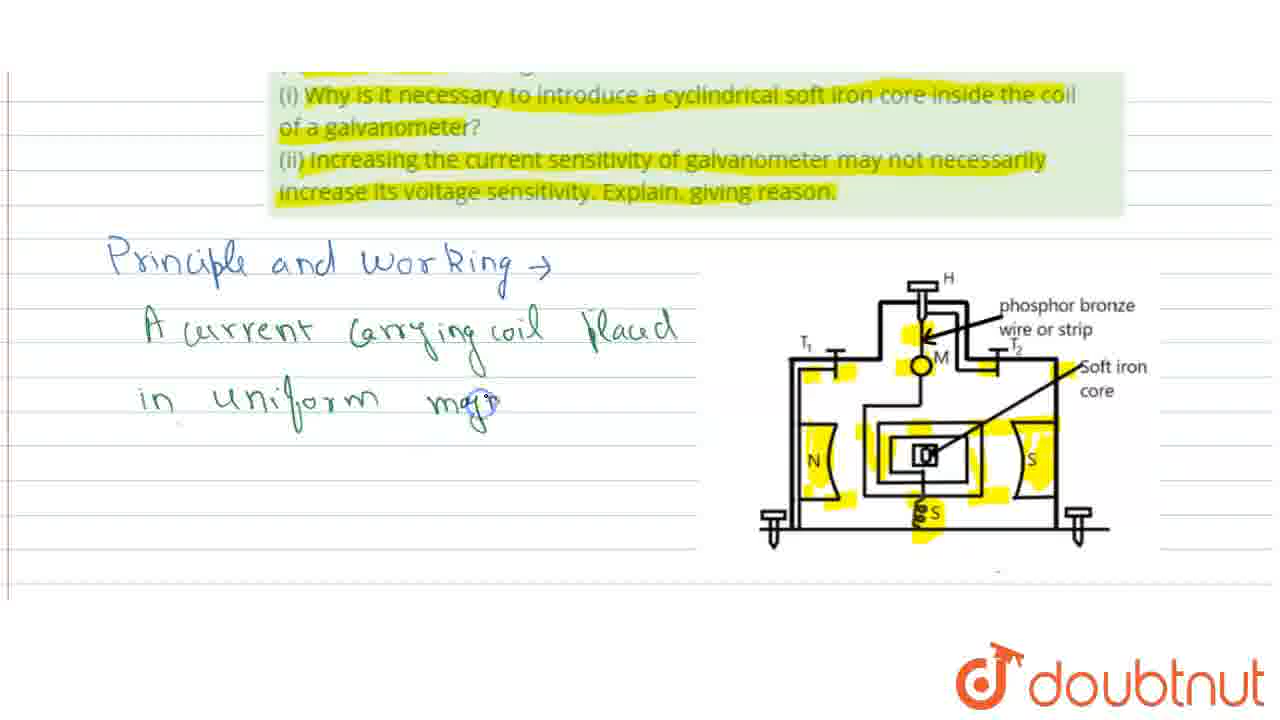 (i) Why is it necessary to introduce a cyclindrical soft iron core inside the coil
of a galvanometer?
(ii) Increasing the current sensitivity of galvanometer may not necessarily
increase its voltage sensitivity. Explain, giving reason.
Principle and working →
A current carrying coil placed
in uniform
H
phosphor bronze
wire or strip
T1
T2
M
Soft iron
core
N
S
S
doubtnut